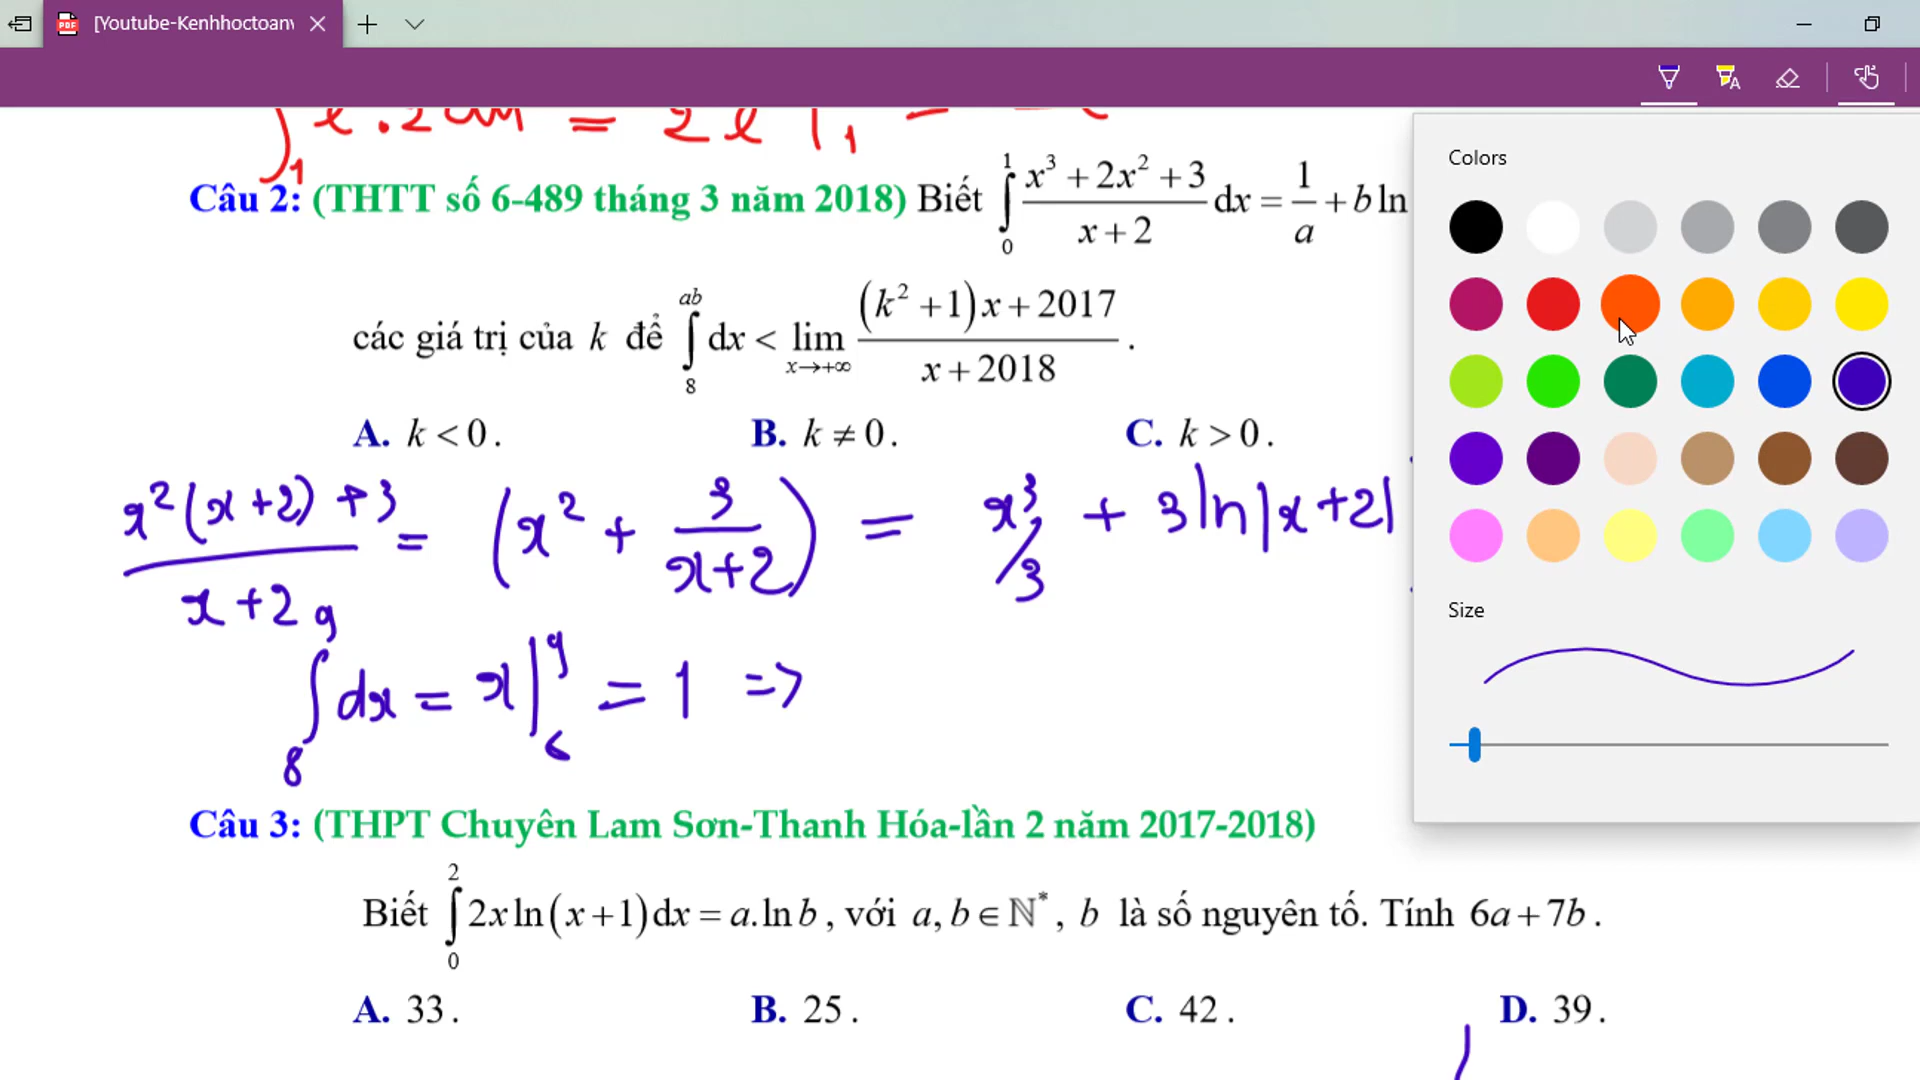 [Youtube-Kenhhoctoanv
Câu 2: (THTT số 6-489 tháng 3 năm 2018) Biết ∫₀¹ (x³ + 2x² + 3)/(x + 2) dx = 1/a + b ln
các giá trị của k để ∫₈ᵃᵇ dx < lim_{x→+∞} ((k² + 1)x + 2017)/(x + 2018) .
A. k < 0 . B. k ≠ 0 . C. k > 0 .
(x²(x+2) + 3)/(x+2) = (x² + 3/(x+2)) = x³/3 + 3ln|x+2|
∫₈⁹ dx = x|⁹ = 1 =>
Câu 3: (THPT Chuyên Lam Sơn-Thanh Hóa-lần 2 năm 2017-2018)
Biết ∫₀² 2x ln(x+1)dx = a.ln b , với a, b ∈ ℕ*, b là số nguyên tố. Tính 6a + 7b .
A. 33 . B. 25 . C. 42 . D. 39 .
Colors
Size